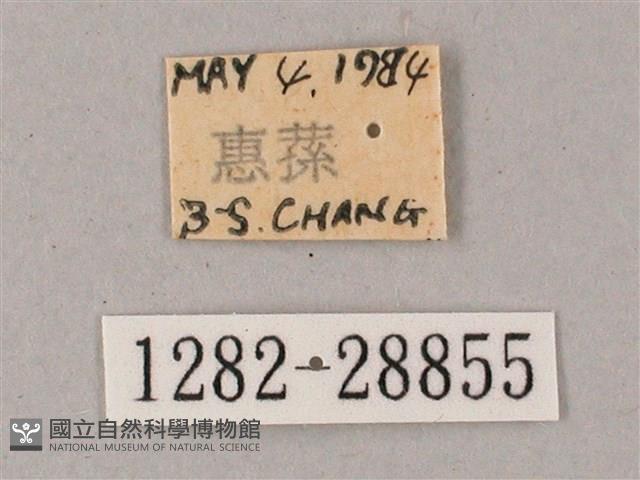 MAY 4. 1984
惠蓀
B-S. CHANG
1282-28855
國立自然科學博物館
NATIONAL MUSEUM OF NATURAL SCIENCE